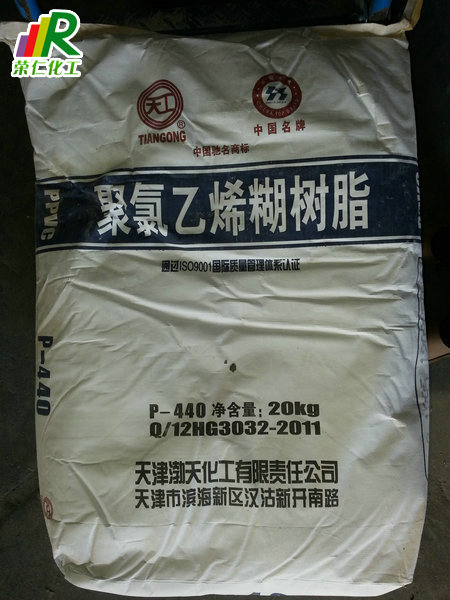 R
荣仁化工
天工
®
TIANGONG
中国名牌
中国驰名商标
PPVC
聚氯乙烯糊树脂
通过ISO9001国际质量管理体系认证
P-440
P-440 净含量：20kg
Q/12HG3032-2011
天津渤天化工有限责任公司
天津市滨海新区汉沽新开南路